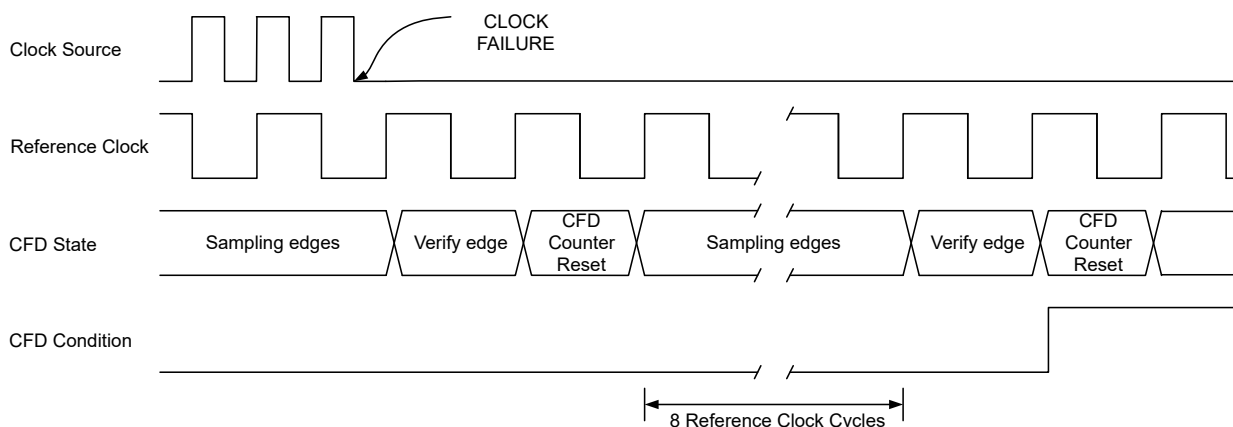 CLOCK
FAILURE
Clock Source
Reference Clock
CFD State
Sampling edges
Verify edge
CFD
Counter
Reset
Sampling edges
Verify edge
CFD
Counter
Reset
CFD Condition
8 Reference Clock Cycles